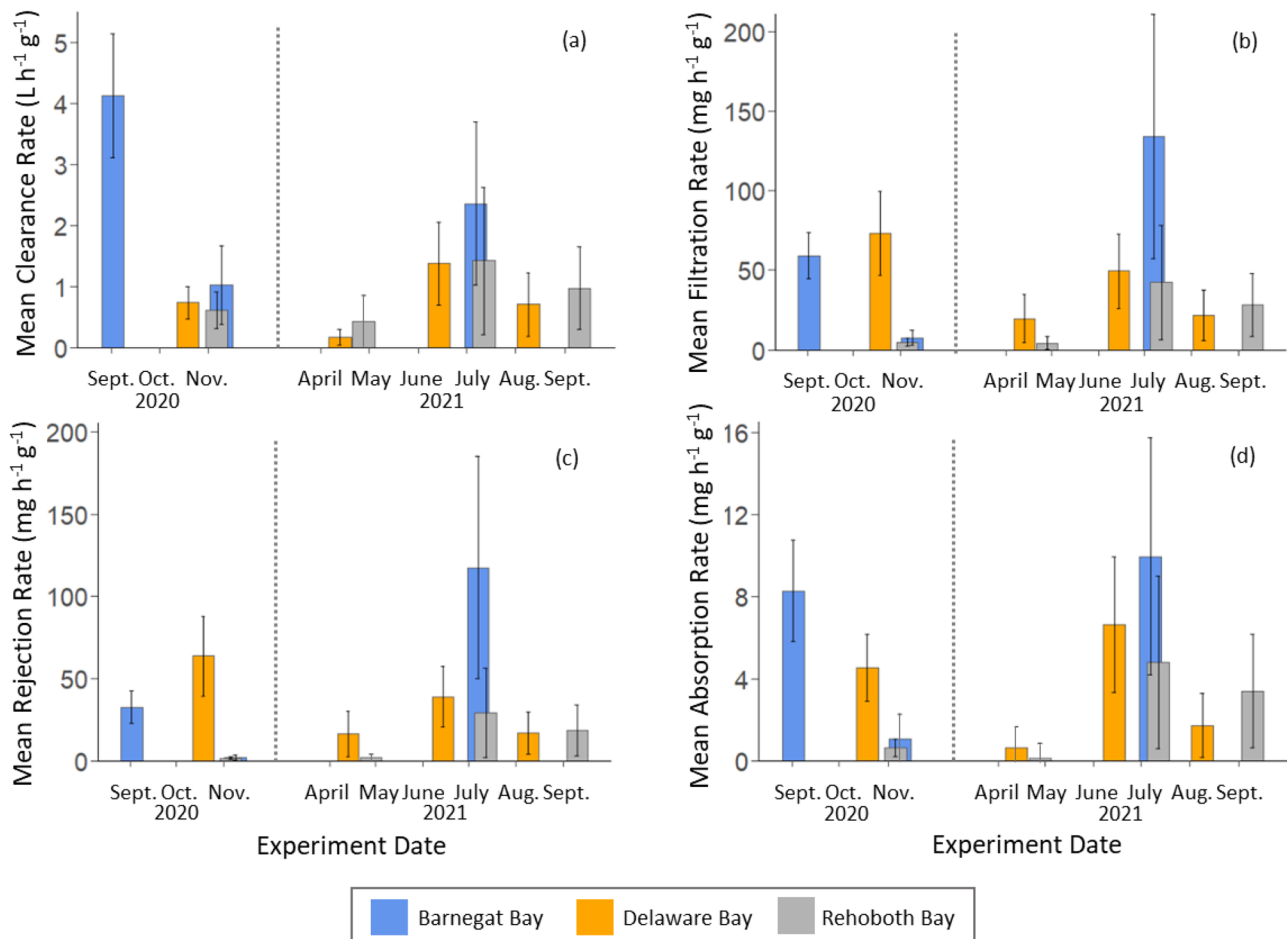 (a)
Mean Clearance Rate (L h⁻¹ g⁻¹)
5
4
3
2
1
0
Sept. Oct. Nov. April May June July Aug. Sept.
2020 2021
(b)
Mean Filtration Rate (mg h⁻¹ g⁻¹)
200
150
100
50
0
Sept. Oct. Nov. April May June July Aug. Sept.
2020 2021
(c)
Mean Rejection Rate (mg h⁻¹ g⁻¹)
200
150
100
50
0
Sept. Oct. Nov. April May June July Aug. Sept.
2020 2021
Experiment Date
(d)
Mean Absorption Rate (mg h⁻¹ g⁻¹)
16
12
8
4
0
Sept. Oct. Nov. April May June July Aug. Sept.
2020 2021
Experiment Date
Barnegat Bay Delaware Bay Rehoboth Bay